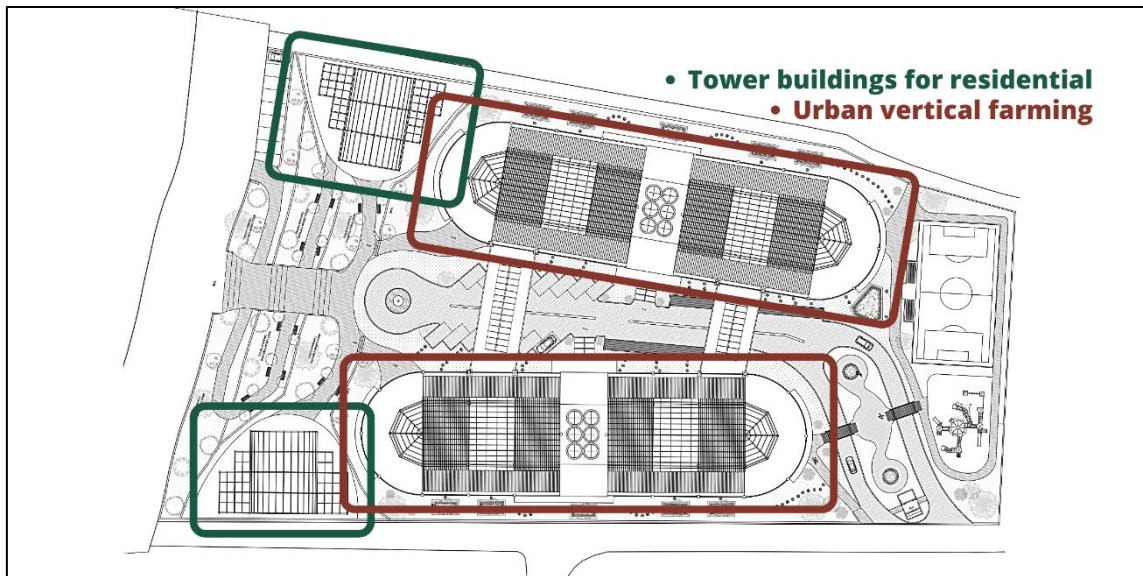 • Tower buildings for residential
• Urban vertical farming